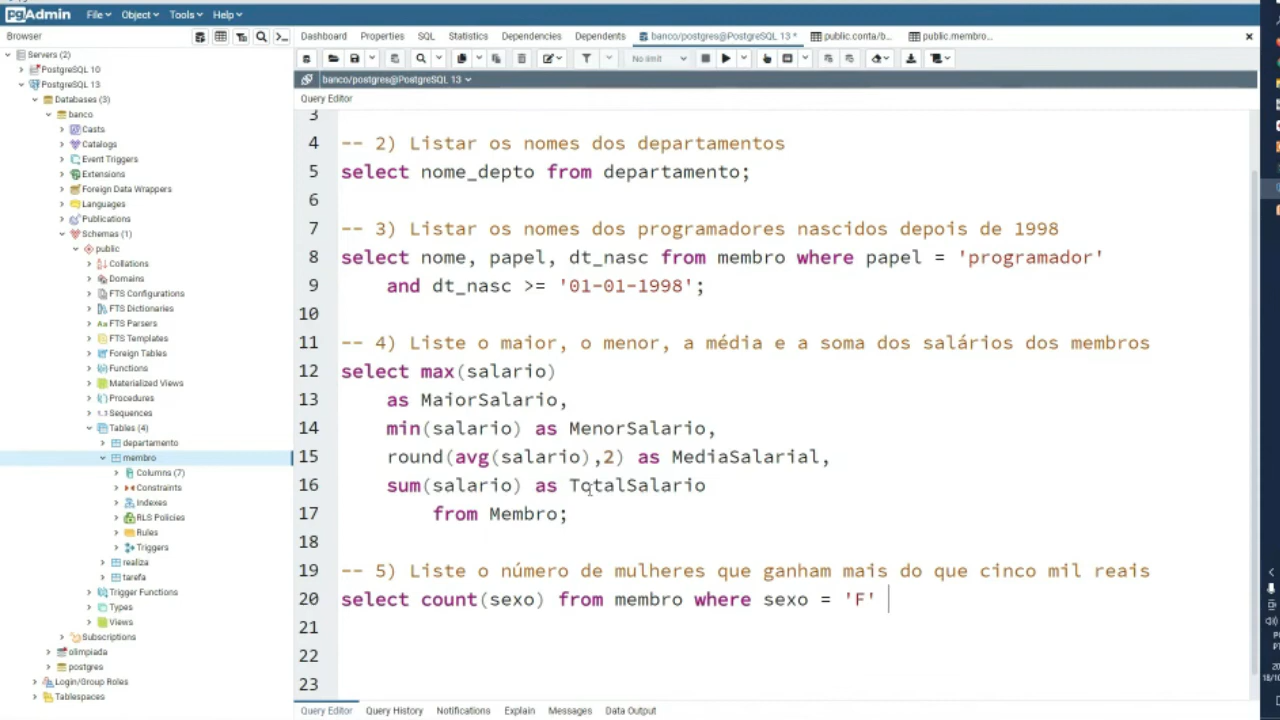 pgAdmin File Object Tools Help
Browser
Dashboard Properties SQL Statistics Dependencies Dependents banco/postgres@PostgreSQL 13 * public.conta/b... public.membro...
No limit
banco/postgres@PostgreSQL 13
Query Editor
Servers (2)
PostgreSQL 10
PostgreSQL 13
Databases (3)
banco
Casts
Catalogs
Event Triggers
Extensions
Foreign Data Wrappers
Languages
Publications
Schemas (1)
public
Collations
Domains
FTS Configurations
FTS Dictionaries
FTS Parsers
FTS Templates
Foreign Tables
Functions
Materialized Views
Procedures
Sequences
Tables (4)
departamento
membro
Columns (7)
Constraints
Indexes
RLS Policies
Rules
Triggers
realiza
tarefa
Trigger Functions
Types
Views
Subscriptions
olimpiada
postgres
Login/Group Roles
Tablespaces
3
4 -- 2) Listar os nomes dos departamentos
5 select nome_depto from departamento;
6
7 -- 3) Listar os nomes dos programadores nascidos depois de 1998
8 select nome, papel, dt_nasc from membro where papel = 'programador'
9 and dt_nasc >= '01-01-1998';
10
11 -- 4) Liste o maior, o menor, a média e a soma dos salários dos membros
12 select max(salario)
13 as MaiorSalario,
14 min(salario) as MenorSalario,
15 round(avg(salario),2) as MediaSalarial,
16 sum(salario) as TotalSalario
17 from Membro;
18
19 -- 5) Liste o número de mulheres que ganham mais do que cinco mil reais
20 select count(sexo) from membro where sexo = 'F'
21
22
23
Query Editor Query History Notifications Explain Messages Data Output